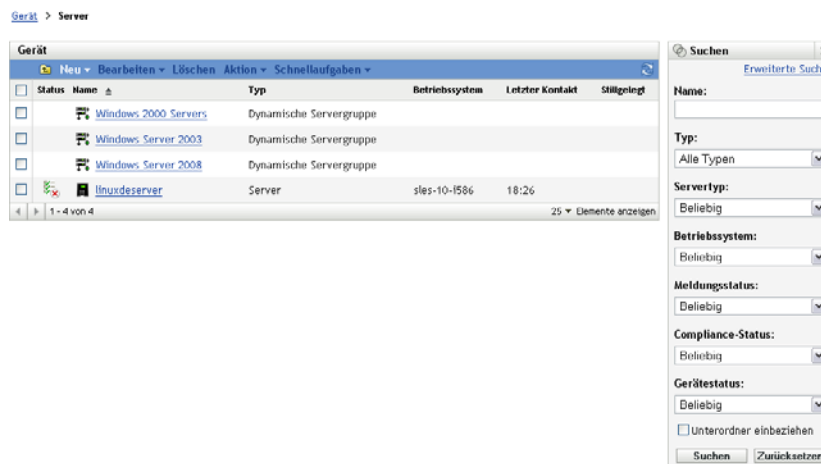 Gerät > Server
Gerät
Neu Bearbeiten Löschen Aktion Schnellaufgaben
Status Name Typ Betriebssystem Letzter Kontakt Stillgelegt
Windows 2000 Servers Dynamische Servergruppe
Windows Server 2003 Dynamische Servergruppe
Windows Server 2008 Dynamische Servergruppe
linuxdeserver Server sles-10-i586 18:26
1 - 4 von 4 25 Elemente anzeigen
Suchen
Erweiterte Such
Name:
Typ:
Alle Typen
Servertyp:
Beliebig
Betriebssystem:
Beliebig
Meldungsstatus:
Beliebig
Compliance-Status:
Beliebig
Gerätestatus:
Beliebig
Unterordner einbeziehen
Suchen Zurücksetzen